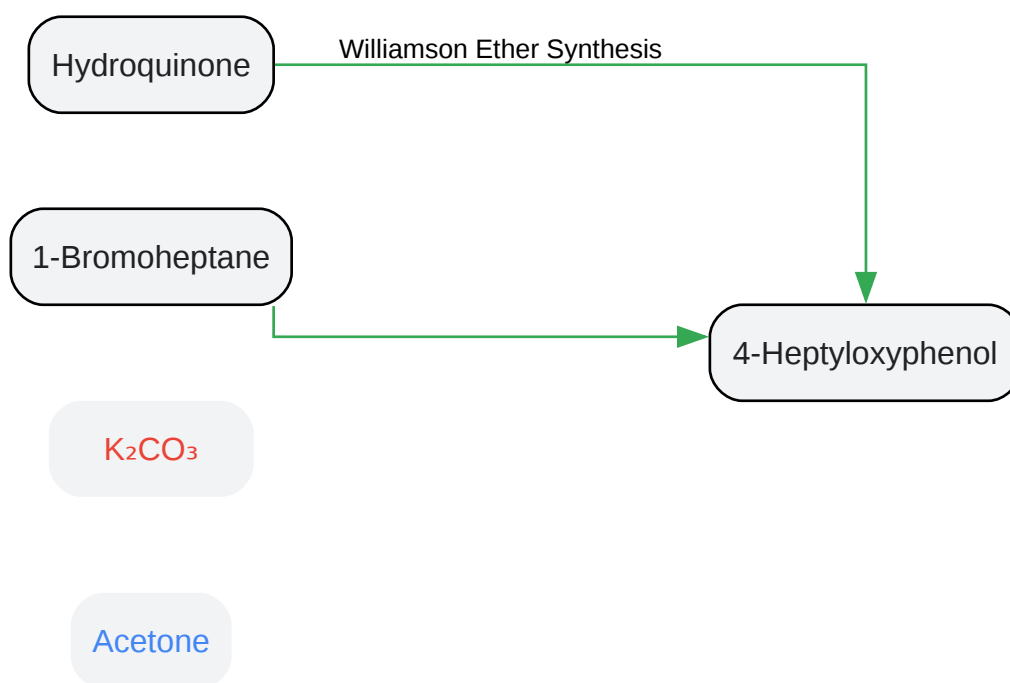 Hydroquinone
Williamson Ether Synthesis
1-Bromoheptane
4-Heptyloxyphenol
K₂CO₃
Acetone